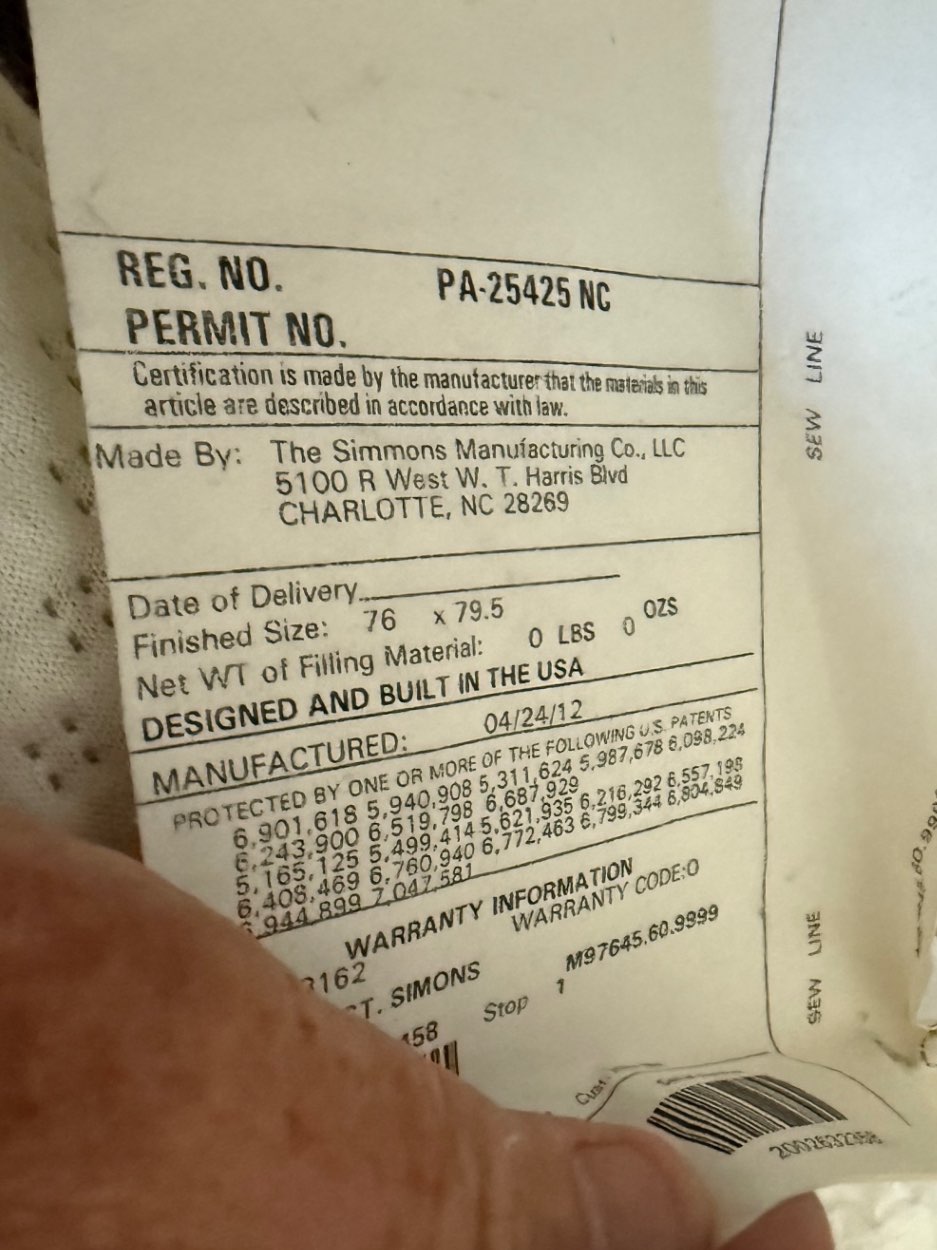 REG. NO. PA-25425 NC
PERMIT NO.
Certification is made by the manufacturer that the materials in this
article are described in accordance with law.
Made By: The Simmons Manufacturing Co., LLC
5100 R West W. T. Harris Blvd
CHARLOTTE, NC 28269
Date of Delivery
Finished Size: 76 x 79.5
Net WT of Filling Material: 0 LBS 0 OZS
DESIGNED AND BUILT IN THE USA
MANUFACTURED: 04/24/12
PROTECTED BY ONE OR MORE OF THE FOLLOWING U.S. PATENTS
6,901,618 5,940,908 5,311,624 5,987,678 6,098,224
6,243,900 6,519,798 6,687,929
5,165,125 5,499,414 5,621,935 6,216,292 6,557,195
6,408,469 6,760,940 6,772,463 6,799,344 6,804,849
944,899 7,047,581
WARRANTY INFORMATION
WARRANTY CODE:0
162
T. SIMONS M97645.60.9999
458 Stop 1
SEW LINE
SEW LINE